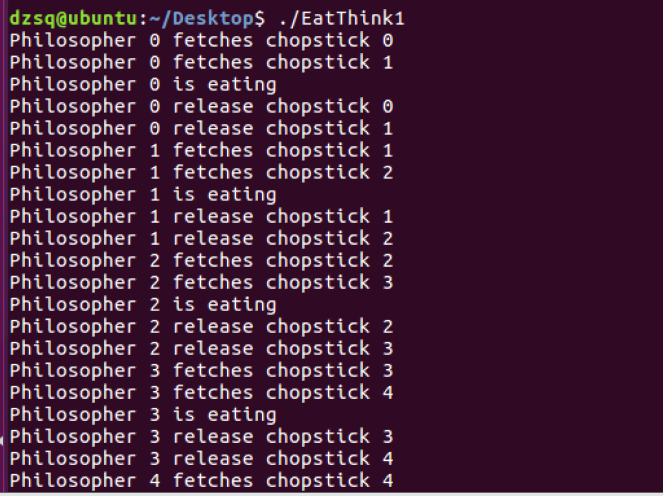 dzsq@ubuntu:~/Desktop$ ./EatThink1
Philosopher 0 fetches chopstick 0
Philosopher 0 fetches chopstick 1
Philosopher 0 is eating
Philosopher 0 release chopstick 0
Philosopher 0 release chopstick 1
Philosopher 1 fetches chopstick 1
Philosopher 1 fetches chopstick 2
Philosopher 1 is eating
Philosopher 1 release chopstick 1
Philosopher 1 release chopstick 2
Philosopher 2 fetches chopstick 2
Philosopher 2 fetches chopstick 3
Philosopher 2 is eating
Philosopher 2 release chopstick 2
Philosopher 2 release chopstick 3
Philosopher 3 fetches chopstick 3
Philosopher 3 fetches chopstick 4
Philosopher 3 is eating
Philosopher 3 release chopstick 3
Philosopher 3 release chopstick 4
Philosopher 4 fetches chopstick 4